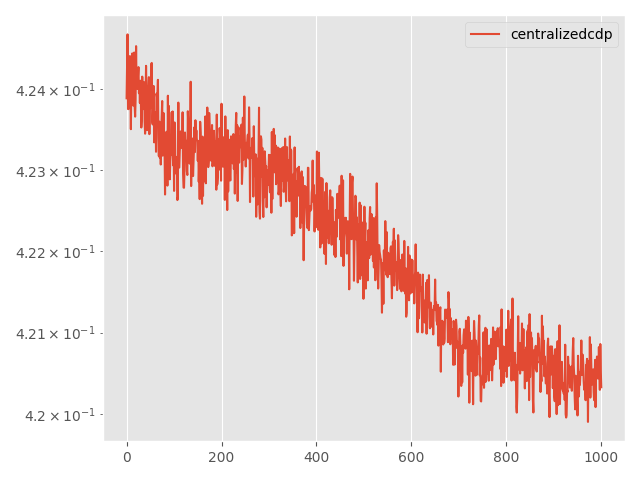 centralizedcdp
4.24 × 10⁻¹
4.23 × 10⁻¹
4.22 × 10⁻¹
4.21 × 10⁻¹
4.2 × 10⁻¹
0 200 400 600 800 1000